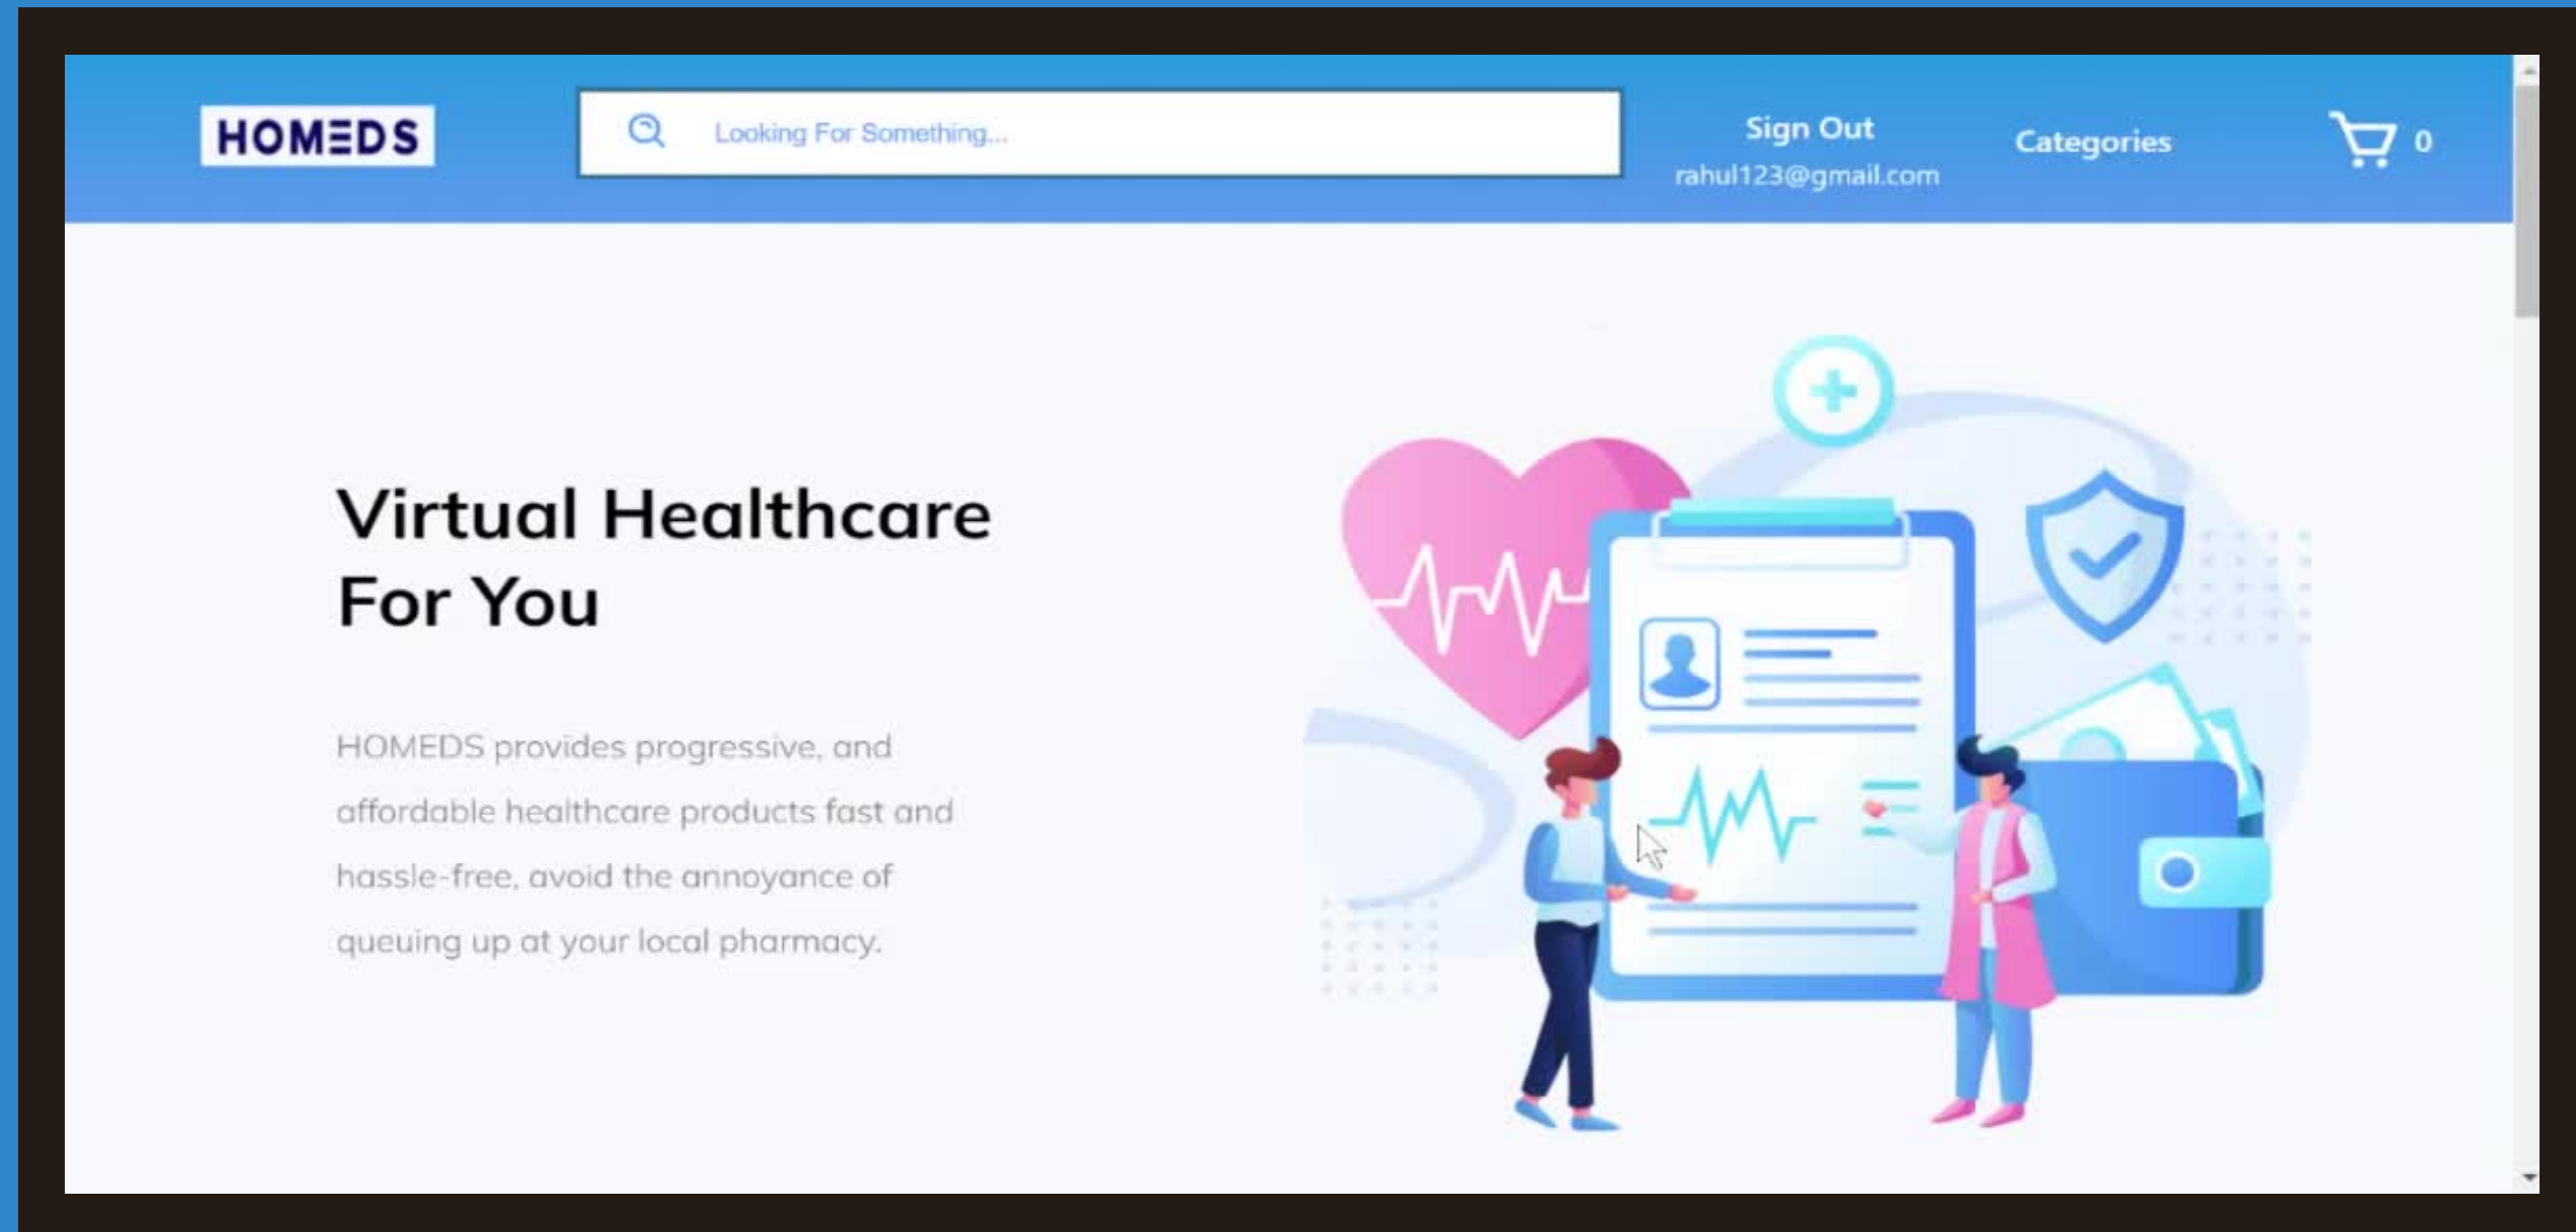 HOMEDS
Looking For Something...
Sign Out
rahul123@gmail.com
Categories
0
Virtual Healthcare
For You
HOMEDS provides progressive, and
affordable healthcare products fast and
hassle-free, avoid the annoyance of
queuing up at your local pharmacy.